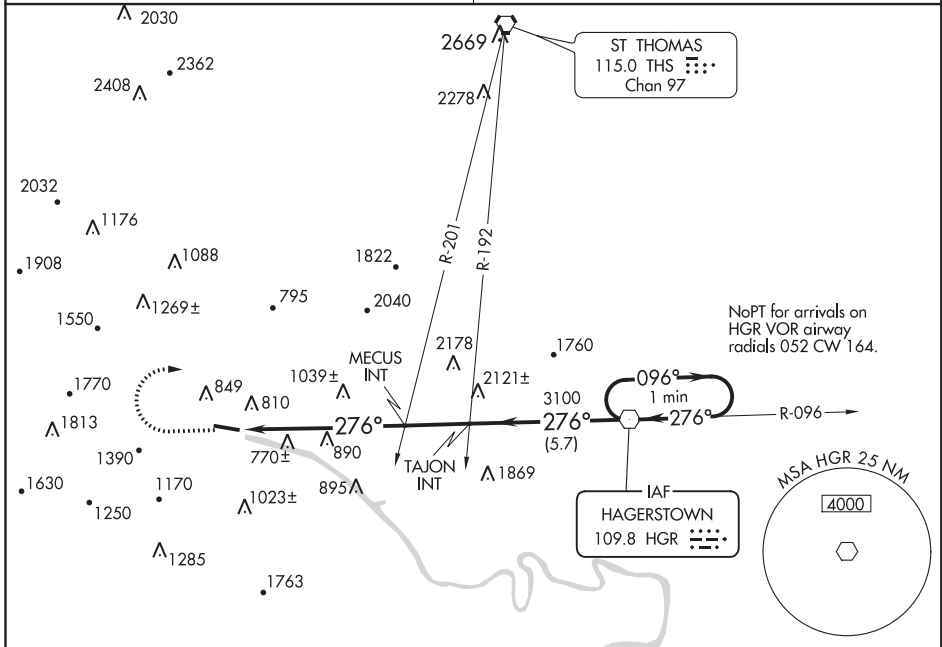 2030
2669
ST THOMAS
115.0 THS
Chan 97
2362
2408
2278
2032
1176
1088
1908
1269±
1550
795
1822
2040
R-201
R-192
NoPT for arrivals on
HGR VOR airway
radials 052 CW 164.
2178
1760
MECUS
INT
1039±
2121±
3100
096°
1 min
1770
849
810
276°
276°
276°
R-096
(5.7)
1813
770±
890
TAJON
INT
1869
1390
895
1630
1250
1170
1023±
1285
1763
IAF
HAGERSTOWN
109.8 HGR
MSA HGR 25 NM
4000